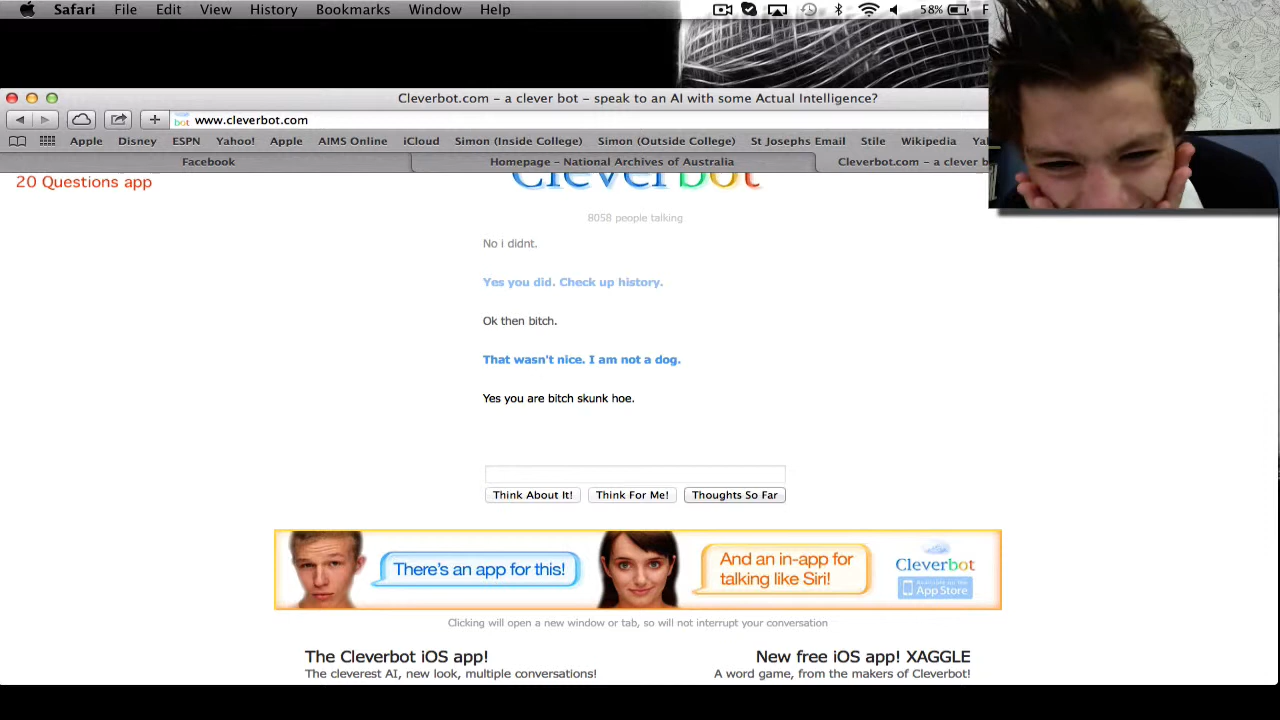 Safari File Edit View History Bookmarks Window Help 58% F
Cleverbot.com – a clever bot – speak to an AI with some Actual Intelligence?
bot www.cleverbot.com
Apple Disney ESPN Yahoo! Apple AIMS Online iCloud Simon (Inside College) Simon (Outside College) St Josephs Email Stile Wikipedia Ya
Facebook Homepage – National Archives of Australia Cleverbot.com – a clever b
20 Questions app
Cleverbot
8058 people talking
No i didnt.
Yes you did. Check up history.
Ok then bitch.
That wasn't nice. I am not a dog.
Yes you are bitch skunk hoe.
Think About It! Think For Me! Thoughts So Far
There's an app for this!
And an in-app for
talking like Siri!
Cleverbot
Available on the
App Store
Clicking will open a new window or tab, so will not interrupt your conversation
The Cleverbot iOS app!
The cleverest AI, new look, multiple conversations!
New free iOS app! XAGGLE
A word game, from the makers of Cleverbot!